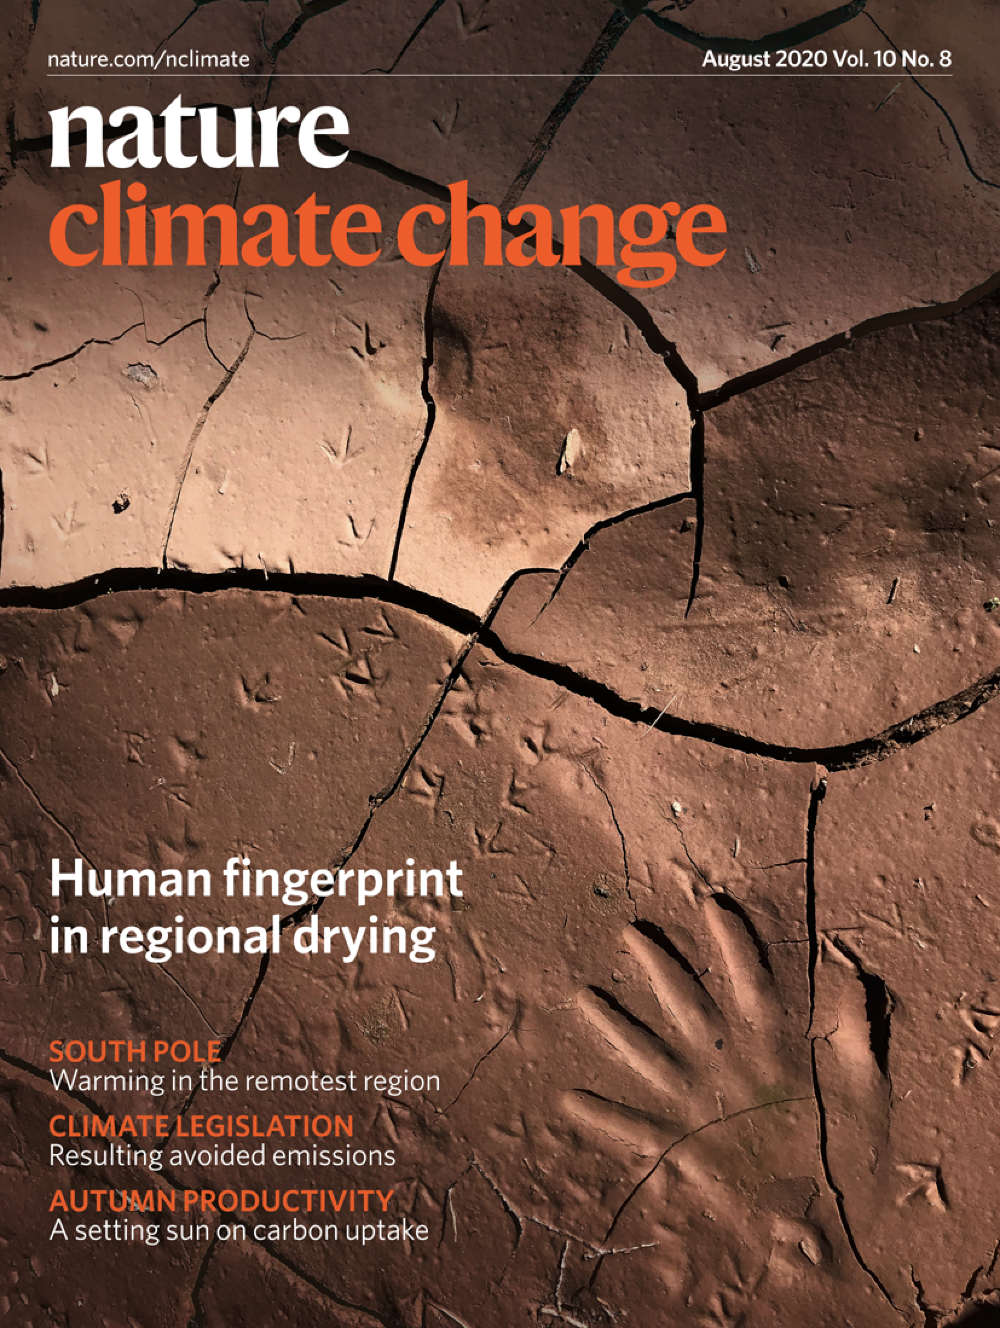 nature.com/nclimate
August 2020 Vol. 10 No. 8
nature
climate change
Human fingerprint
in regional drying
SOUTH POLE
Warming in the remotest region
CLIMATE LEGISLATION
Resulting avoided emissions
AUTUMN PRODUCTIVITY
A setting sun on carbon uptake